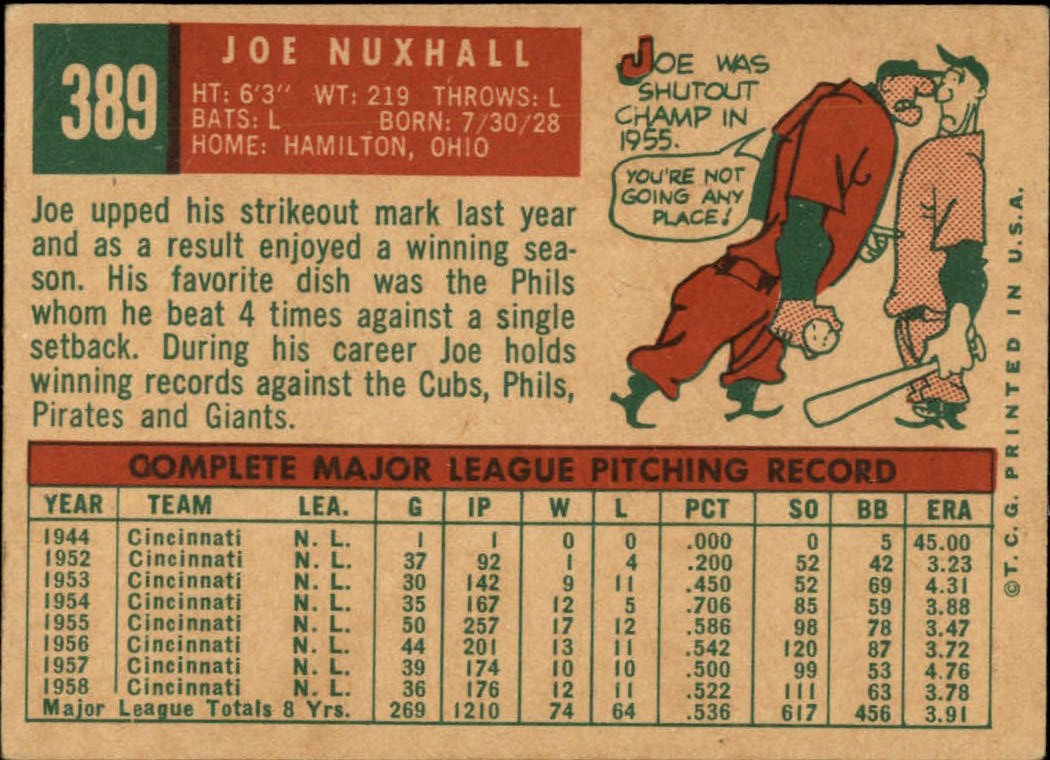 389
JOE NUXHALL
HT: 6'3" WT: 219 THROWS: L
BATS: L BORN: 7/30/28
HOME: HAMILTON, OHIO
Joe upped his strikeout mark last year
and as a result enjoyed a winning sea-
son. His favorite dish was the Phils
whom he beat 4 times against a single
setback. During his career Joe holds
winning records against the Cubs, Phils,
Pirates and Giants.
JOE WAS
SHUTOUT
CHAMP IN
1955.
YOU'RE NOT
GOING ANY
PLACE!
COMPLETE MAJOR LEAGUE PITCHING RECORD
YEAR TEAM LEA. G IP W L PCT SO BB ERA
1944 Cincinnati N. L. 1 1 0 0 .000 0 5 45.00
1952 Cincinnati N. L. 37 92 1 4 .200 52 42 3.23
1953 Cincinnati N. L. 30 142 9 11 .450 52 69 4.31
1954 Cincinnati N. L. 35 167 12 5 .706 85 59 3.88
1955 Cincinnati N. L. 50 257 17 12 .586 98 78 3.47
1956 Cincinnati N. L. 44 201 13 11 .542 120 87 3.72
1957 Cincinnati N. L. 39 174 10 10 .500 99 53 4.76
1958 Cincinnati N. L. 36 176 12 11 .522 111 63 3.78
Major League Totals 8 Yrs. 269 1210 74 64 .536 617 456 3.91
©T.C.G. PRINTED IN U.S.A.